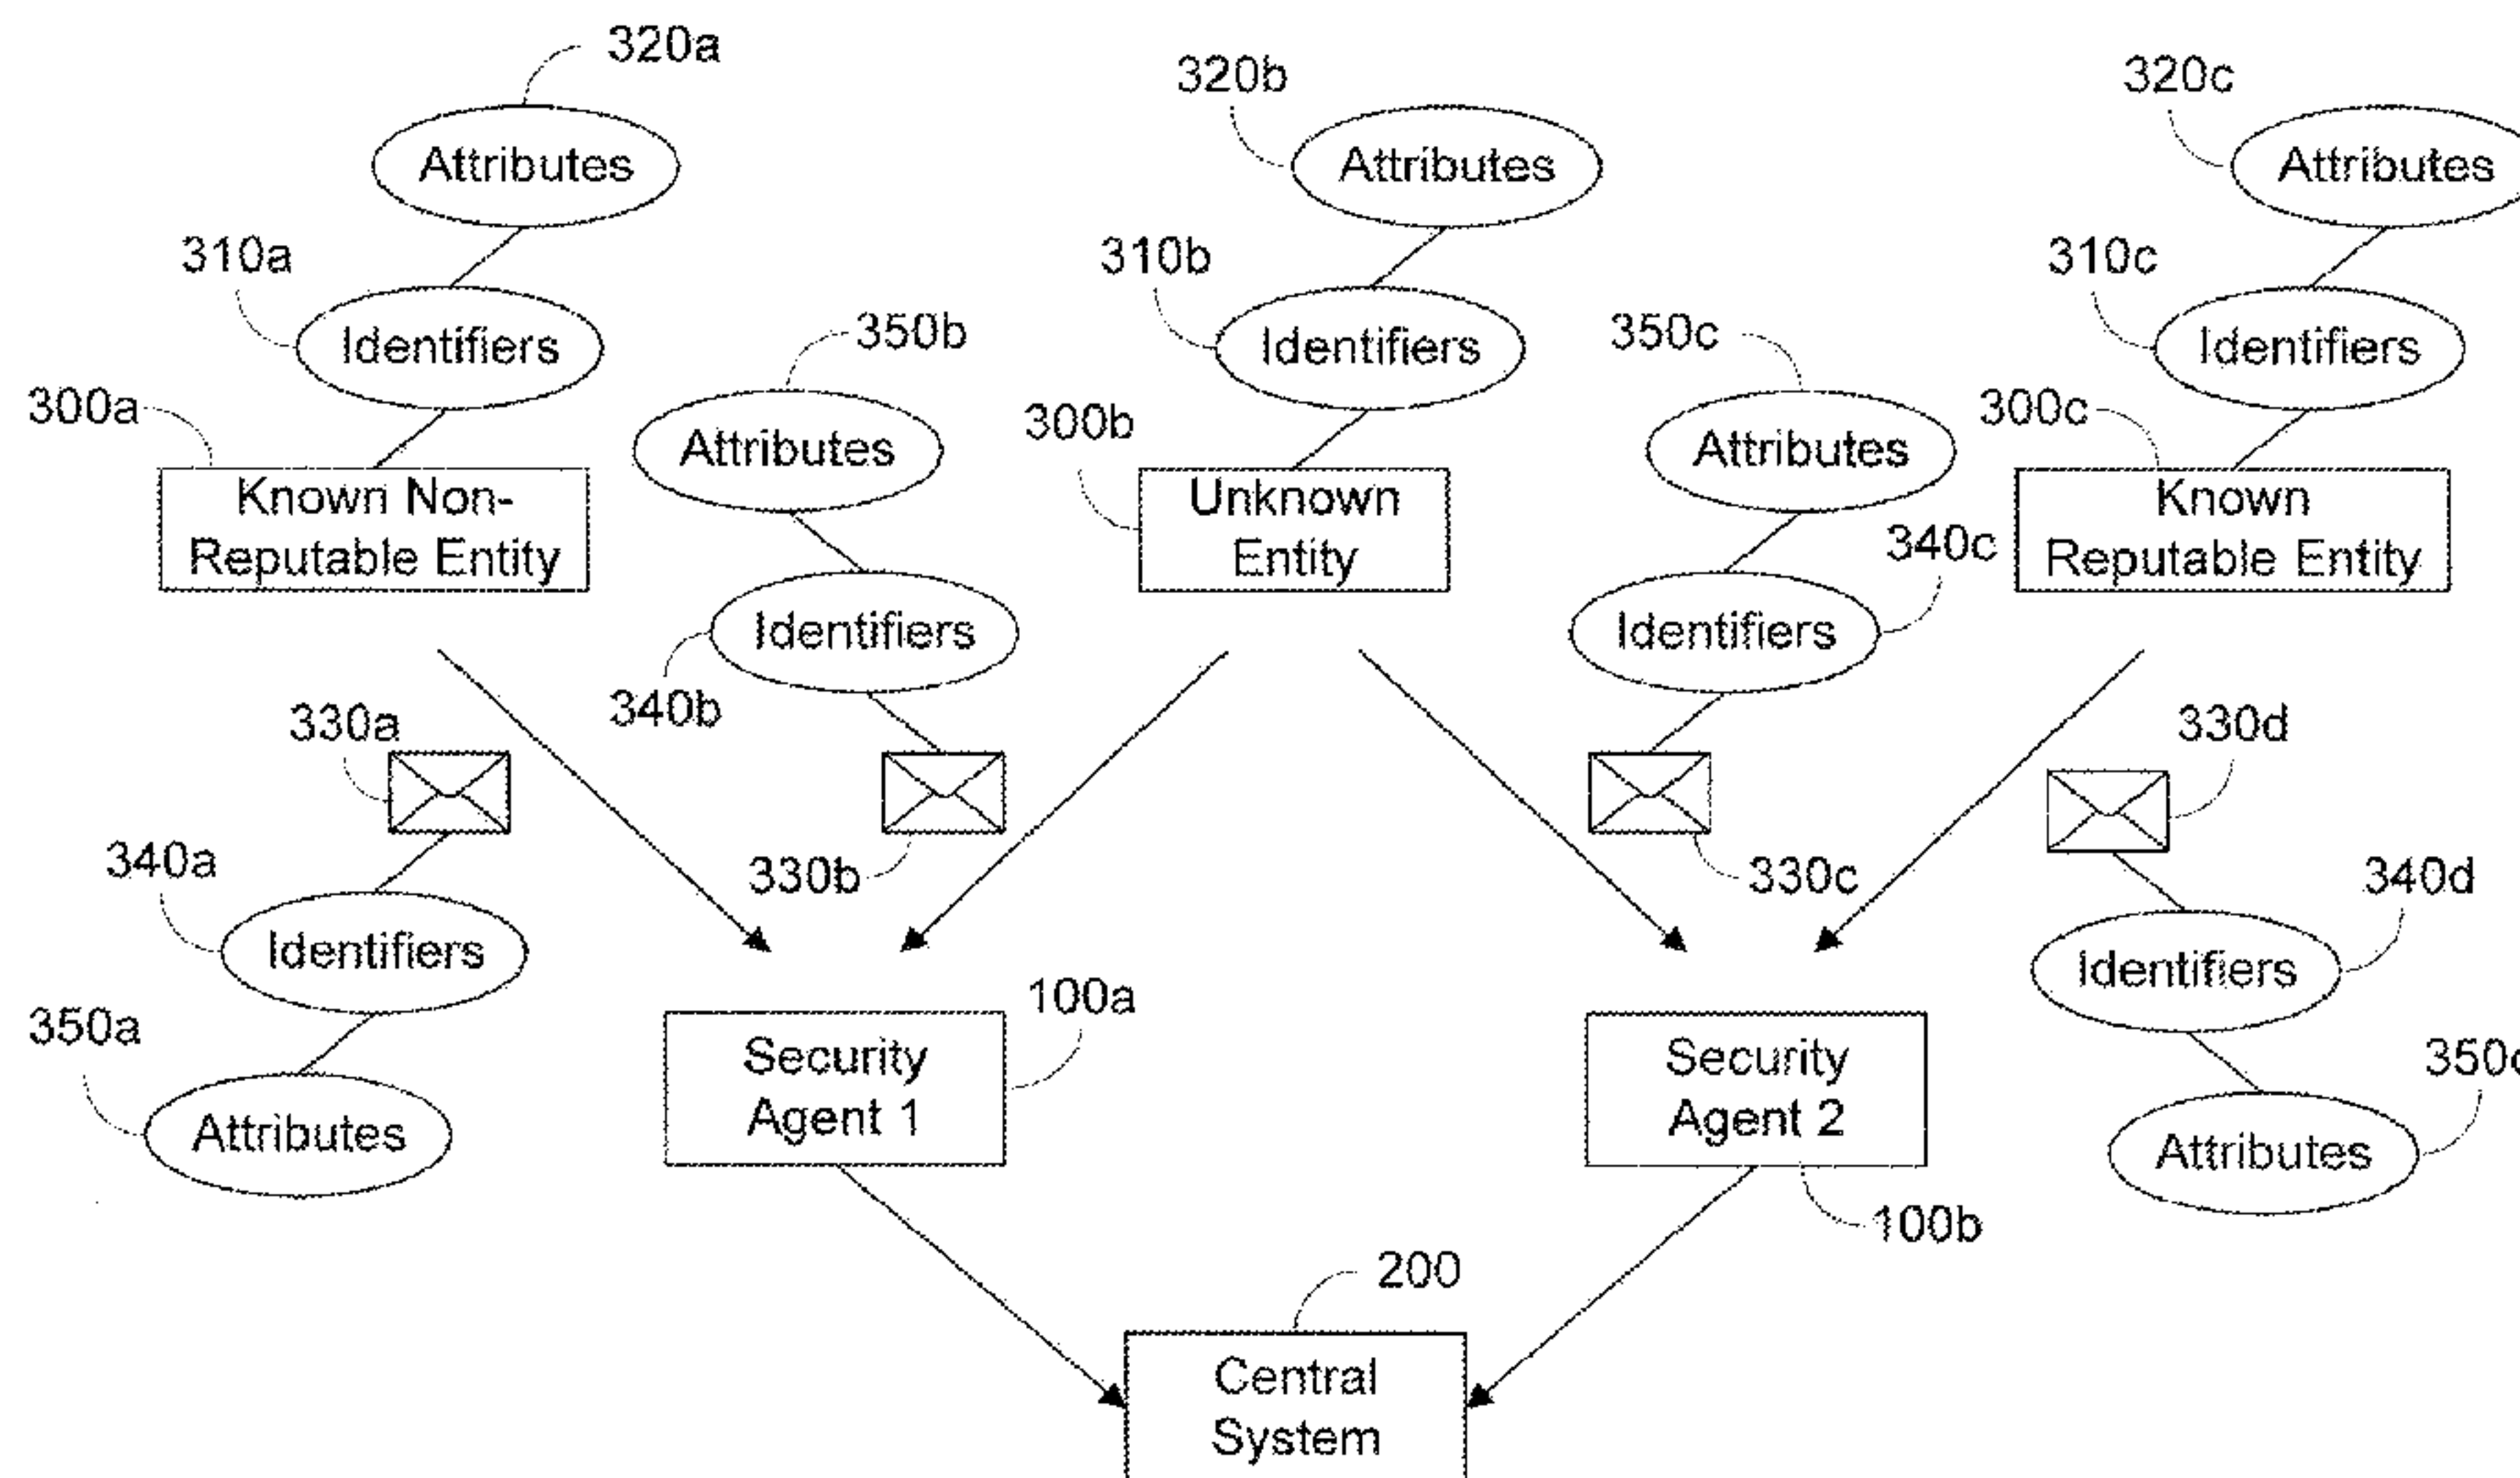 320a
320b
320c
Attributes
Attributes
Attributes
310a
310b
310c
Identifiers
350b
Identifiers
350c
Identifiers
300a
300b
300c
Attributes
Attributes
Known Non-
Reputable Entity
Unknown
Entity
Known
Reputable Entity
340c
Identifiers
Identifiers
340b
330a
330d
330b
330c
340a
340d
Identifiers
Identifiers
350a
100a
350
Security
Agent 1
Security
Agent 2
Attributes
Attributes
100b
200
Central
System